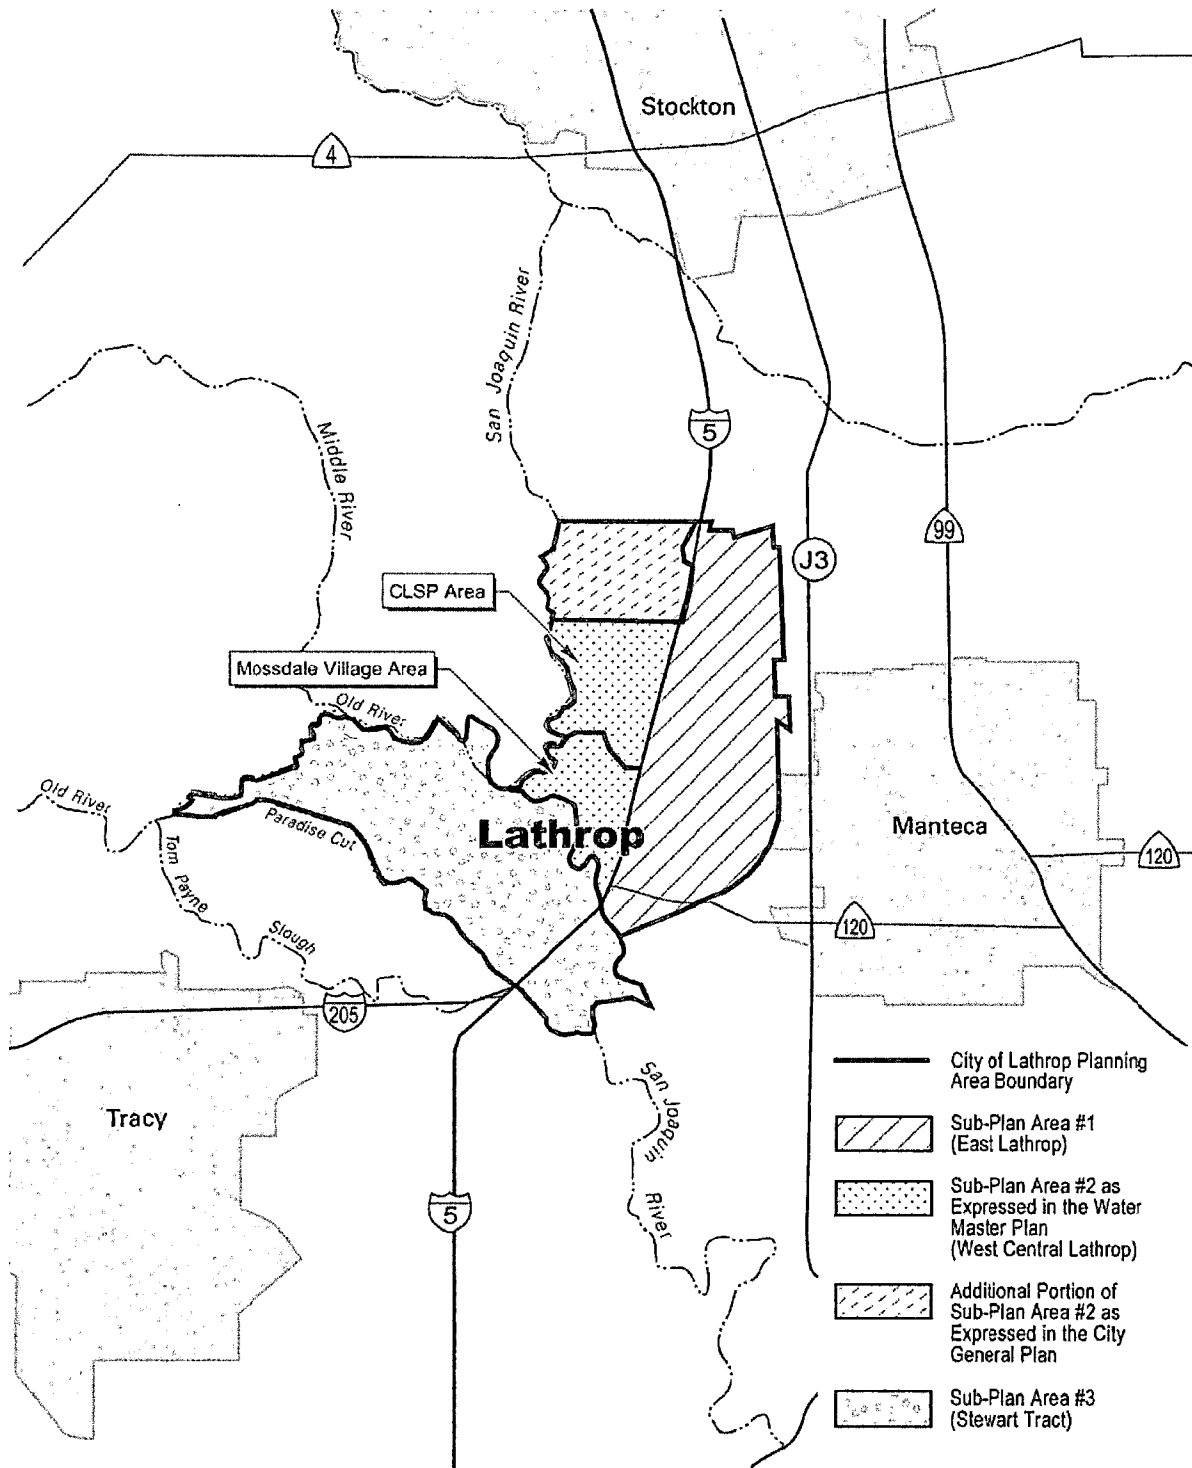 Stockton
4
San Joaquin River
5
Middle River
99
J3
CLSP Area
Mossdale Village Area
Old River
Old River
Paradise Cut
Lathrop
Manteca
120
Tom Payne
Slough
120
205
Tracy
San Joaquin
River
5
City of Lathrop Planning
Area Boundary
Sub-Plan Area #1
(East Lathrop)
Sub-Plan Area #2 as
Expressed in the Water
Master Plan
(West Central Lathrop)
Additional Portion of
Sub-Plan Area #2 as
Expressed in the City
General Plan
Sub-Plan Area #3
(Stewart Tract)